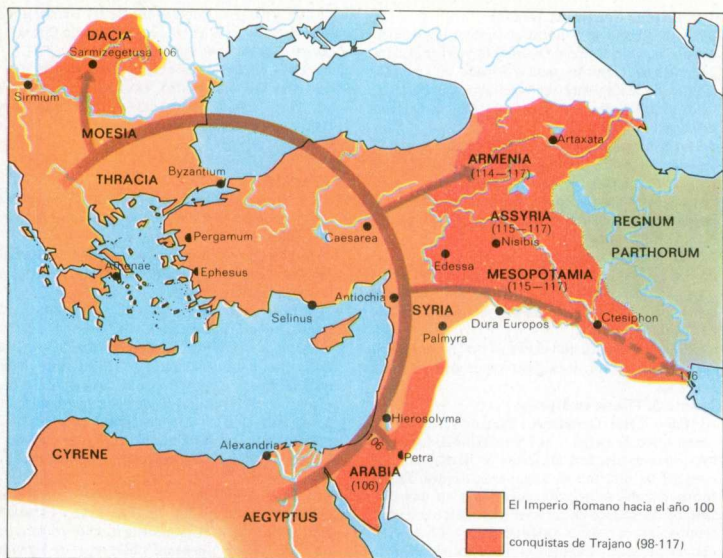 DACIA
Sarmizegetusa 106
Sirmium
MOESIA
THRACIA
Byzantium
Pergamum
Athenae
Ephesus
Caesarea
Selinus
Antiochia
SYRIA
Palmyra
ARMENIA
(114—117)
Artaxata
ASSYRIA
(115—117)
Nisibis
Edessa
MESOPOTAMIA
(115—117)
REGNUM
PARTHORUM
Dura Europos
Ctesiphon
116
Hierosolyma
106
Petra
ARABIA
(106)
Alexandria
CYRENE
AEGYPTUS
El Imperio Romano hacia el año 100
conquistas de Trajano (98-117)